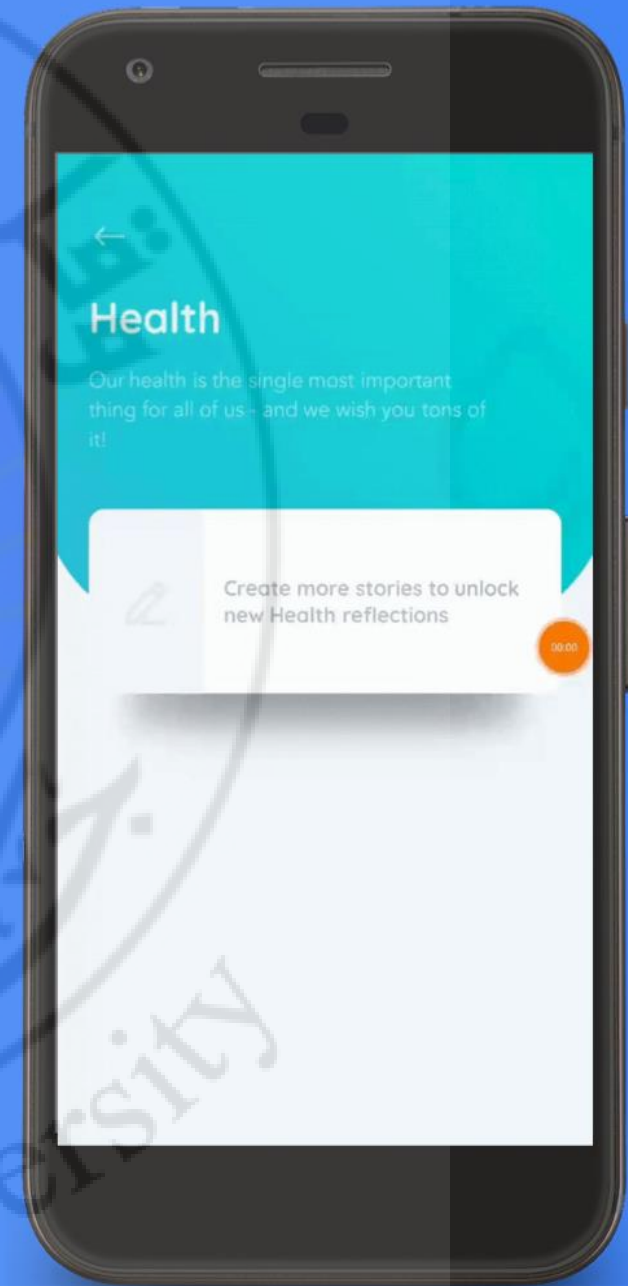 Health
Our health is the single most important
thing for all of us - and we wish you tons of
it!
Create more stories to unlock
new Health reflections
00:00
ersity